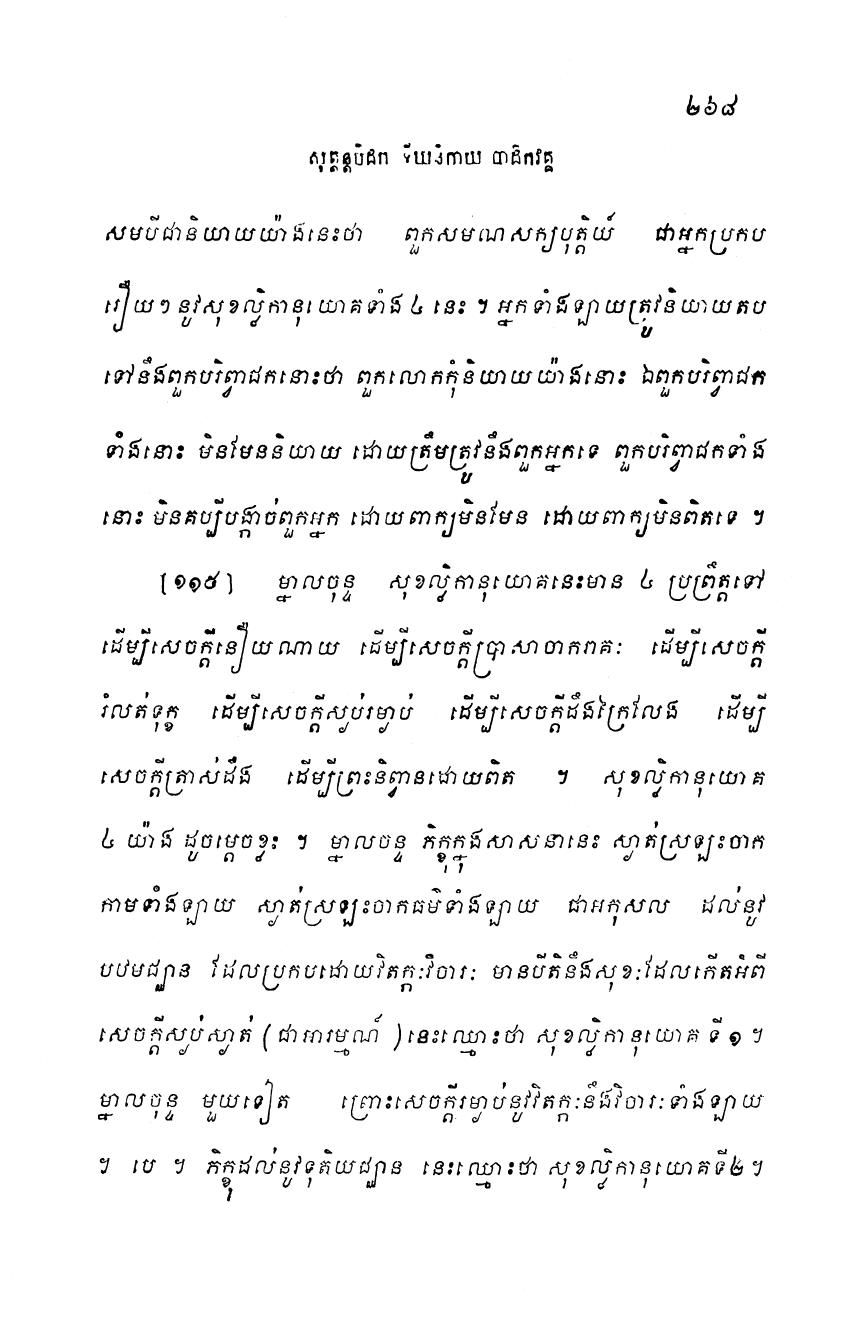 ២៦៨
សុត្តន្តបិដក ទីឃនិកាយ បាដិកវគ្គ
សមបីជានិយាយយ៉ាងនេះថា ពួកសមណសក្យបុត្តិយ៍ ជាអ្នកប្រកប
រឿយៗ នូវសុខល្លិកានុយោគទាំង ៤ នេះ ។ អ្នកទាំងឡាយត្រូវនិយាយតប
ទៅនឹងពួកបរិព្វាជកនោះថា ពួកលោកកុំនិយាយយ៉ាងនោះ ឯពួកបរិព្វាជក
ទាំងនោះ មិនមែននិយាយ ដោយត្រឹមត្រូវនឹងពួកអ្នកទេ ពួកបរិព្វាជកទាំង
នោះ មិនគប្បីបង្កាច់ពួកអ្នក ដោយពាក្យមិនមែន ដោយពាក្យមិនពិតទេ ។
[១១៥] ម្នាលចុន្ទ សុខល្លិកានុយោគនេះមាន ៤ ប្រព្រឹត្តទៅ
ដើម្បីសេចក្តីនឿយណាយ ដើម្បីសេចក្តីប្រាសចាករាគៈ ដើម្បីសេចក្តី
រំលត់ទុក្ខ ដើម្បីសេចក្តីស្ងប់រម្ងាប់ ដើម្បីសេចក្តីដឹងក្រៃលែង ដើម្បី
សេចក្តីត្រាស់ដឹង ដើម្បីព្រះនិព្វានដោយពិត ។ សុខល្លិកានុយោគ
៤ យ៉ាង ដូចម្តេចខ្លះ ។ ម្នាលចុន្ទ ភិក្ខុក្នុងសាសនានេះ ស្ងាត់ស្រឡះចាក
កាមទាំងឡាយ ស្ងាត់ស្រឡះចាកធម៌ទាំងឡាយ ជាអកុសល ដល់នូវ
បឋមជ្ឈាន ដែលប្រកបដោយវិតក្កៈវិចារៈ មានបីតិនឹងសុខៈដែលកើតអំពី
សេចក្តីស្ងប់ស្ងាត់ (ជាអារម្មណ៍ )នេះឈ្មោះថា សុខល្លិកានុយោគ ទី ១ ។
ម្នាលចុន្ទ មួយទៀត ព្រោះសេចក្តីរម្ងាប់នូវវិតក្កៈនឹងវិចារៈទាំងឡាយ
។ បេ ។ ភិក្ខុដល់នូវទុតិយជ្ឈាន នេះឈ្មោះថា សុខល្លិកានុយោគទី២ ។